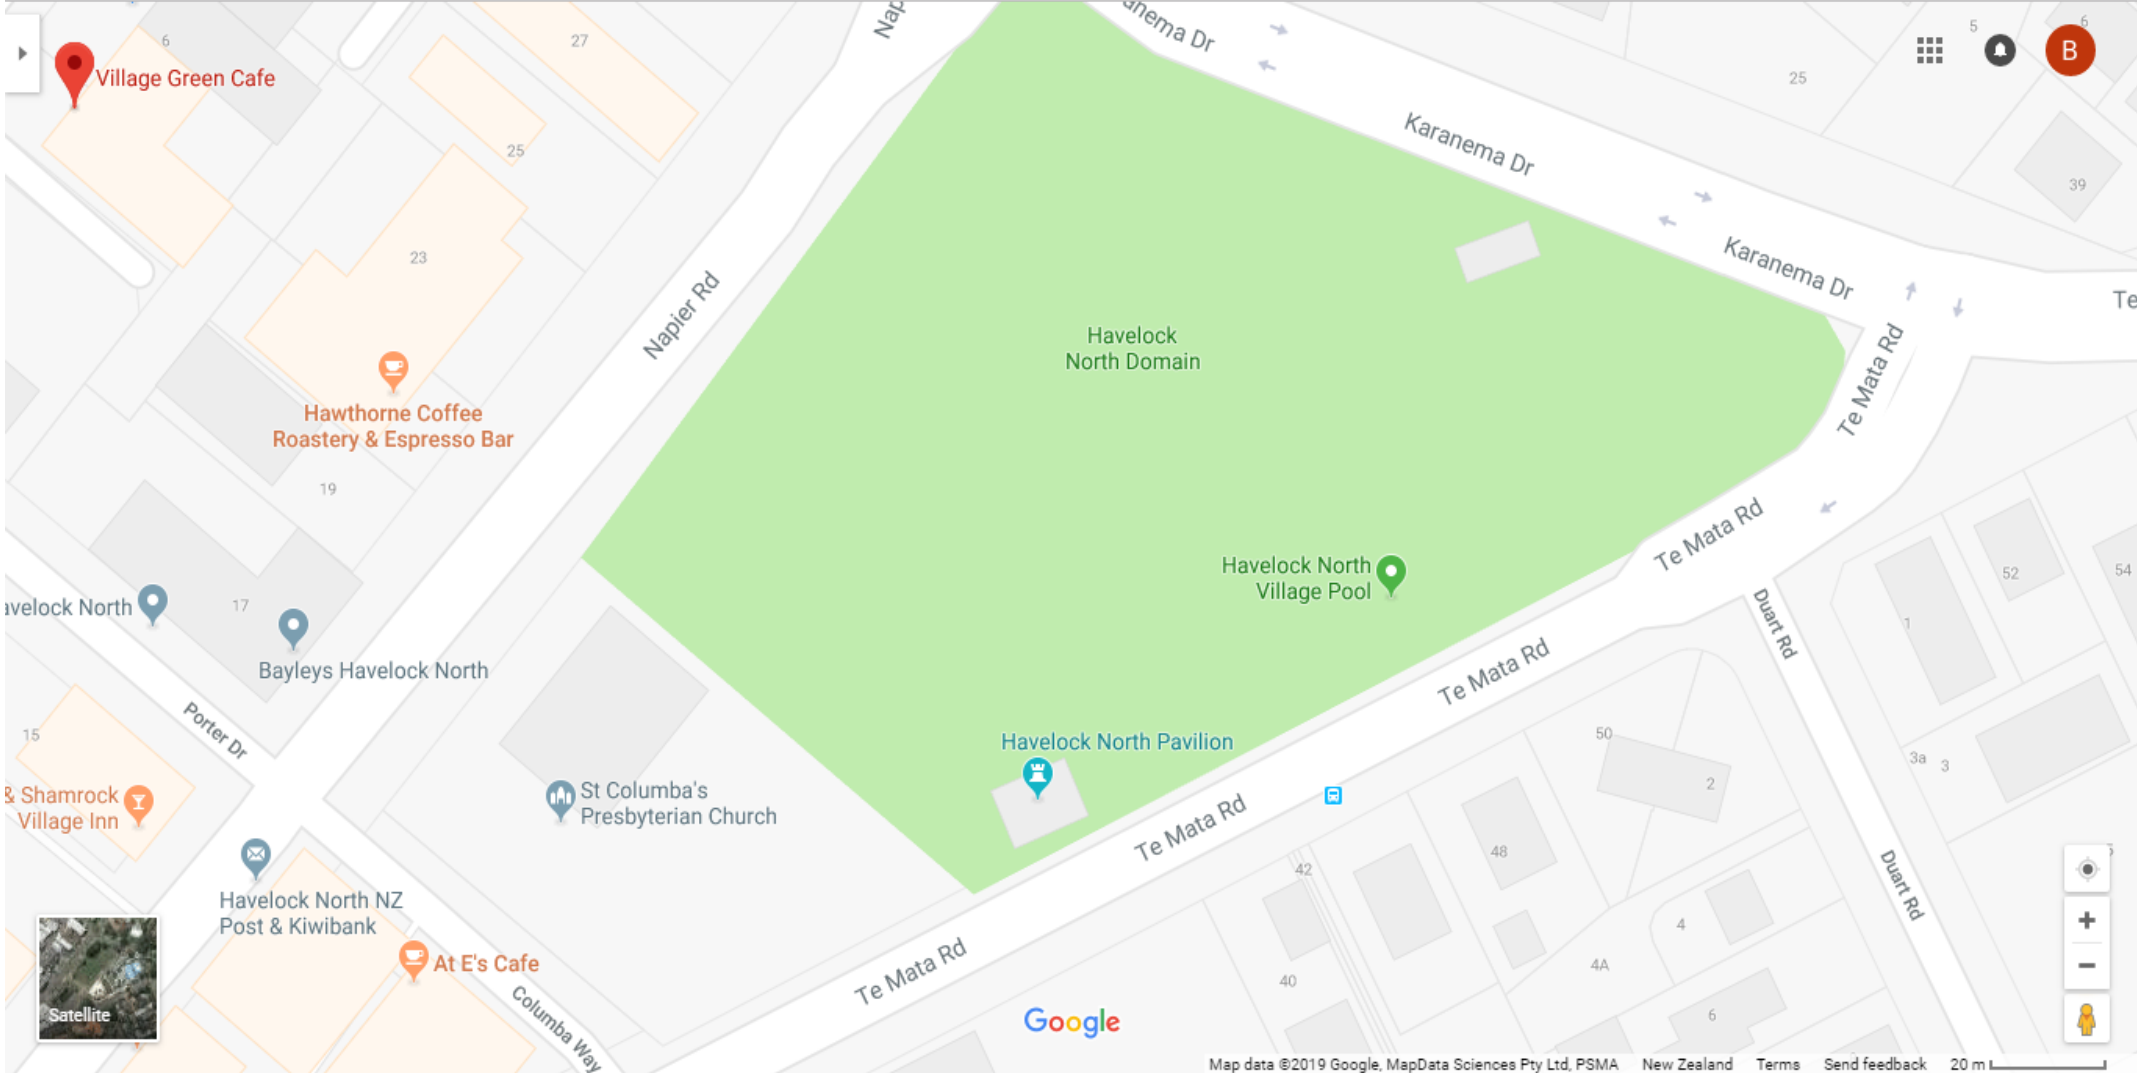 anema Dr
Nap
6
27
5
6
B
Village Green Cafe
25
Karanema Dr
25
39
23
Karanema Dr
Te
Napier Rd
Havelock
North Domain
Te Mata Rd
Hawthorne Coffee
Roastery & Espresso Bar
19
Te Mata Rd
Havelock North
Village Pool
52
54
avelock North
17
1
Duart Rd
Bayleys Havelock North
Te Mata Rd
Porter Dr
15
50
Havelock North Pavilion
3a
3
2
& Shamrock
Village Inn
St Columba's
Presbyterian Church
Te Mata Rd
48
42
Havelock North NZ
Post & Kiwibank
Duart Rd
4
At E's Cafe
4A
Te Mata Rd
40
Columba Way
Satellite
Google
6
Map data ©2019 Google, MapData Sciences Pty Ltd, PSMA New Zealand Terms Send feedback 20 m